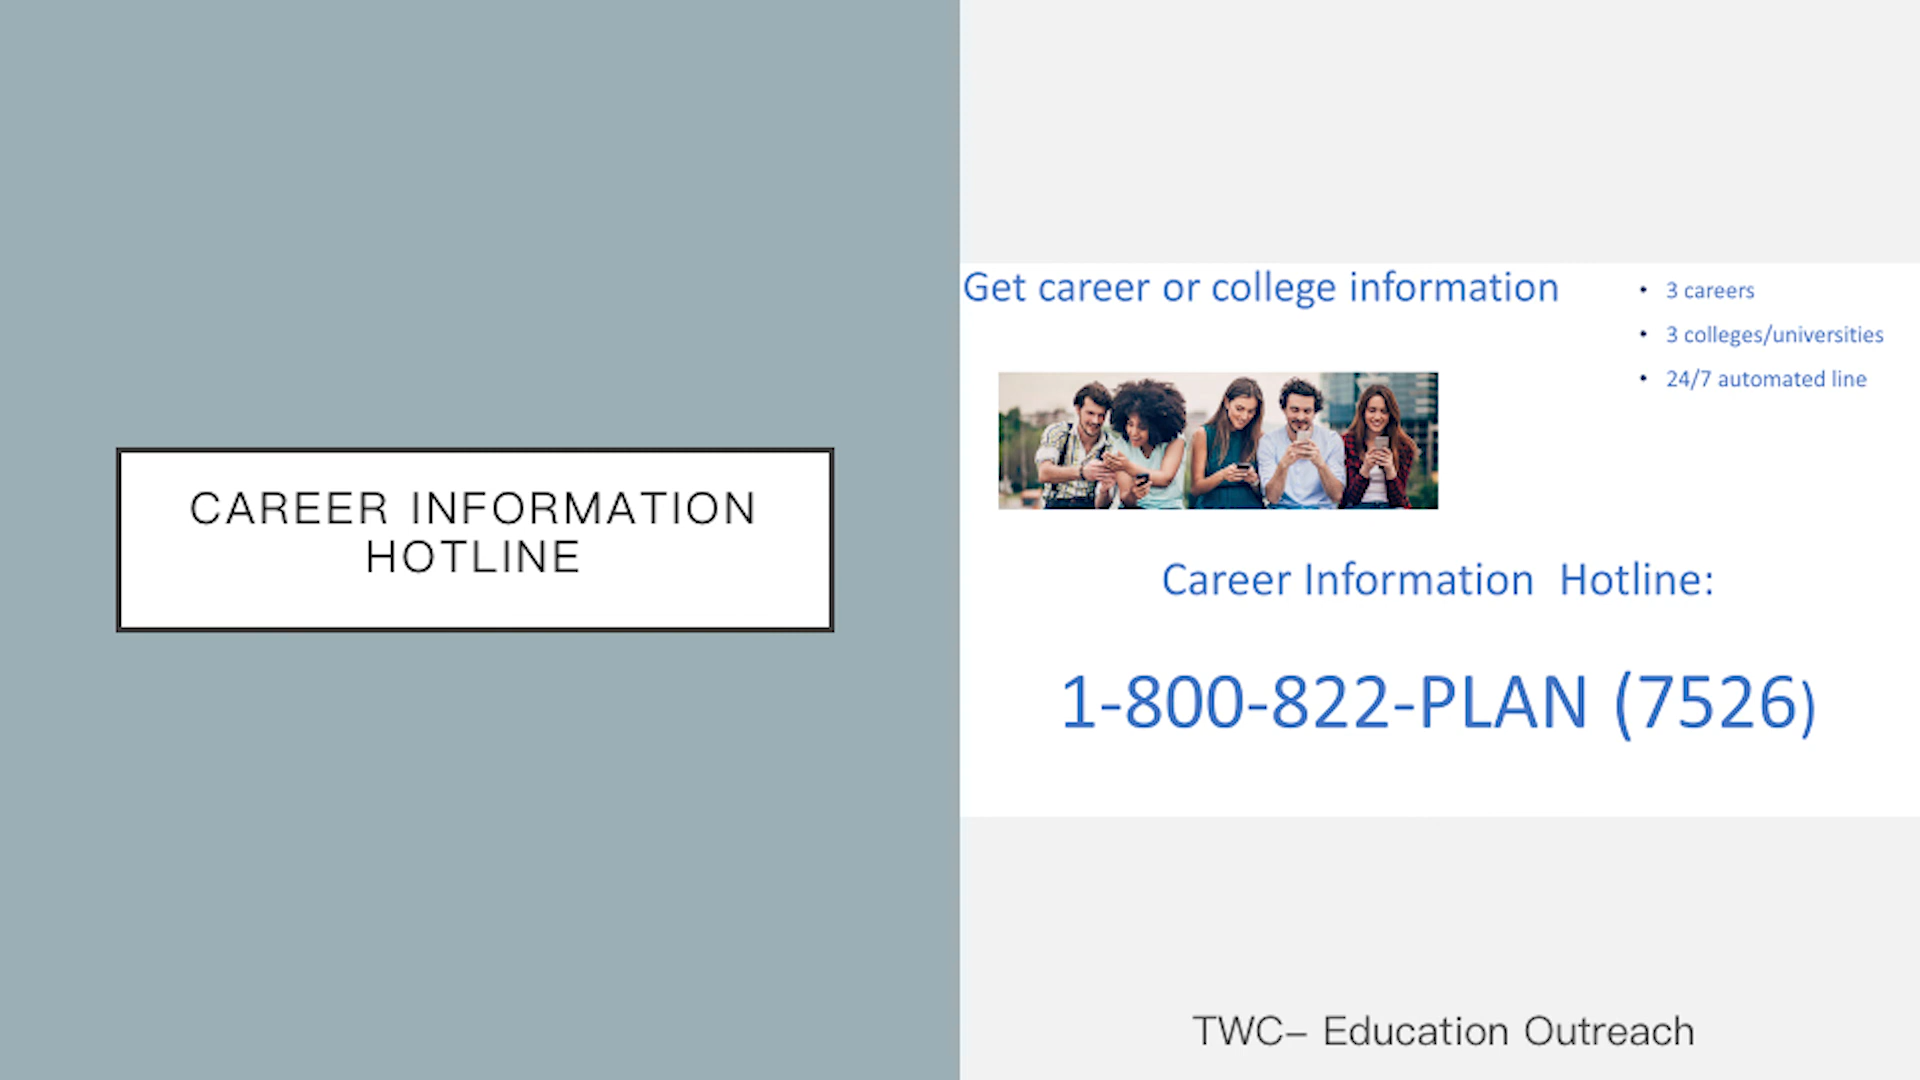 CAREER INFORMATION
HOTLINE
Get career or college information
• 3 careers
• 3 colleges/universities
• 24/7 automated line
Career Information  Hotline:
1-800-822-PLAN (7526)
TWC– Education Outreach